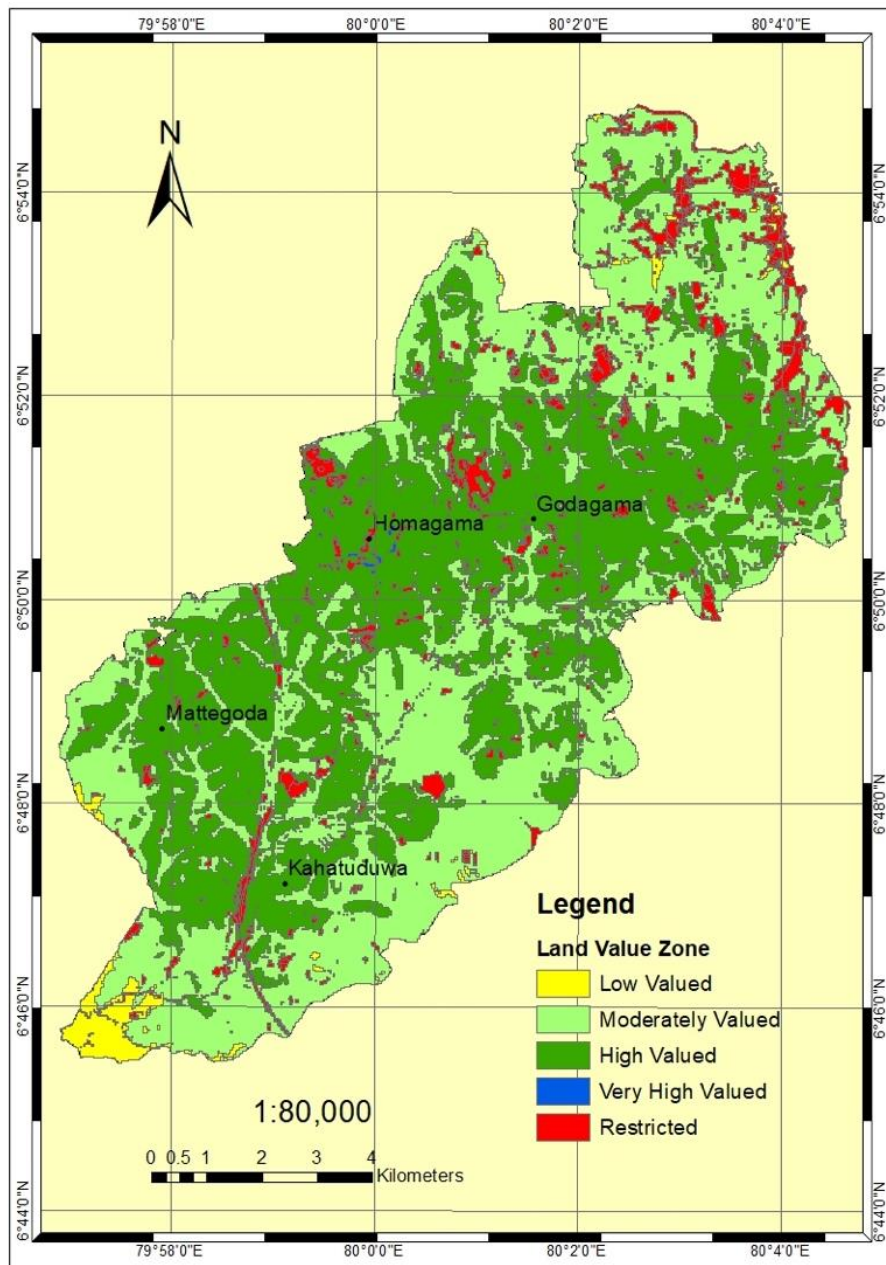 79°58'0"E 80°0'0"E 80°2'0"E 80°4'0"E
N
6°54'0"N 6°54'0"N
6°52'0"N 6°52'0"N
Homagama Godagama
6°50'0"N 6°50'0"N
Mattegoda
6°48'0"N 6°48'0"N
Kahatuduwa
Legend
Land Value Zone
Low Valued
Moderately Valued
High Valued
Very High Valued
Restricted
6°46'0"N 6°46'0"N
1:80,000
0 0.5 1 2 3 4
Kilometers
6°44'0"N 6°44'0"N
79°58'0"E 80°0'0"E 80°2'0"E 80°4'0"E